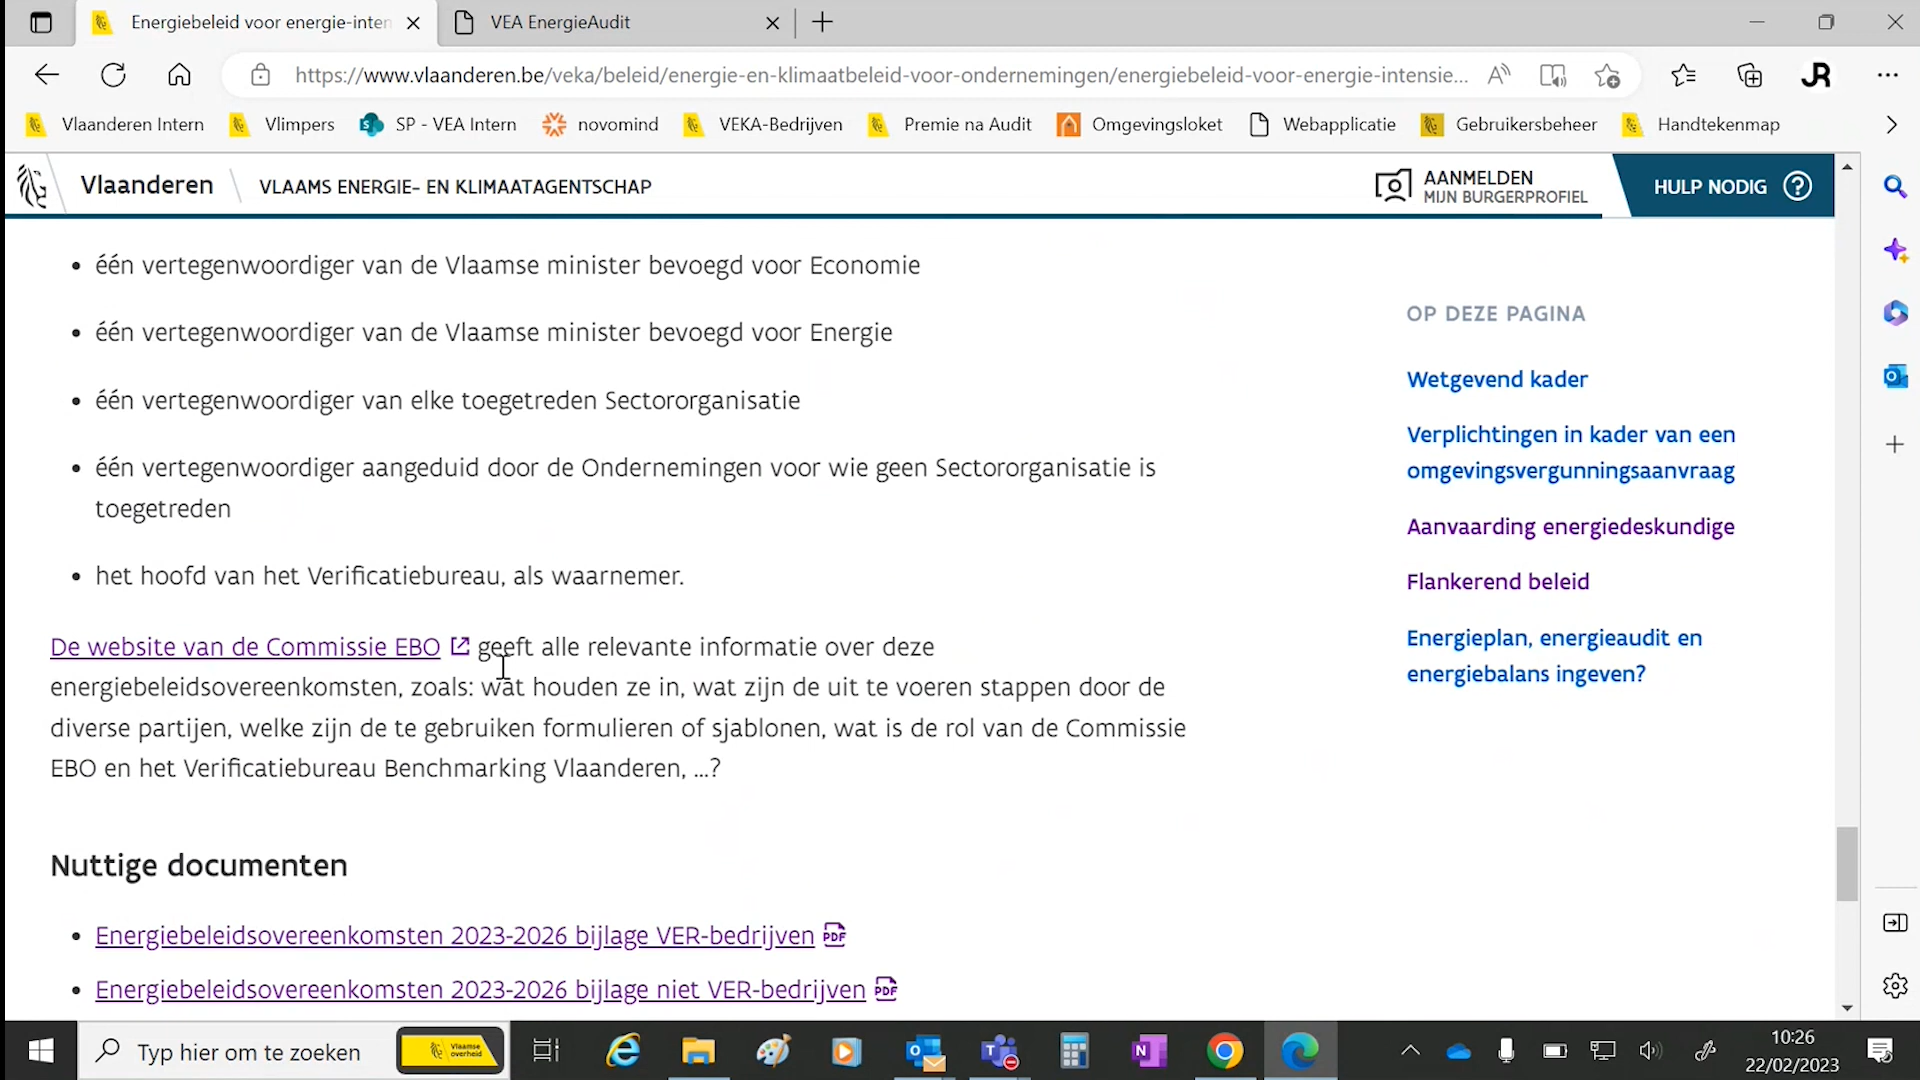 Energiebeleid voor energie-inten
VEA EnergieAudit
https://www.vlaanderen.be/veka/beleid/energie-en-klimaatbeleid-voor-ondernemingen/energiebeleid-voor-energie-intensie...
Vlaanderen Intern
Vlimpers
SP - VEA Intern
novomind
VEKA-Bedrijven
Premie na Audit
Omgevingsloket
Webapplicatie
Gebruikersbeheer
Handtekenmap
Vlaanderen
VLAAMS ENERGIE- EN KLIMAATAGENTSCHAP
AANMELDEN
MIJN BURGERPROFIEL
HULP NODIG
• één vertegenwoordiger van de Vlaamse minister bevoegd voor Economie
• één vertegenwoordiger van de Vlaamse minister bevoegd voor Energie
• één vertegenwoordiger van elke toegetreden Sectororganisatie
• één vertegenwoordiger aangeduid door de Ondernemingen voor wie geen Sectororganisatie is
toegetreden
• het hoofd van het Verificatiebureau, als waarnemer.
De website van de Commissie EBO geeft alle relevante informatie over deze
energiebeleidsovereenkomsten, zoals: wat houden ze in, wat zijn de uit te voeren stappen door de
diverse partijen, welke zijn de te gebruiken formulieren of sjablonen, wat is de rol van de Commissie
EBO en het Verificatiebureau Benchmarking Vlaanderen, ...?
Nuttige documenten
• Energiebeleidsovereenkomsten 2023-2026 bijlage VER-bedrijven PDF
• Energiebeleidsovereenkomsten 2023-2026 bijlage niet VER-bedrijven PDF
OP DEZE PAGINA
Wetgevend kader
Verplichtingen in kader van een
omgevingsvergunningsaanvraag
Aanvaarding energiedeskundige
Flankerend beleid
Energieplan, energieaudit en
energiebalans ingeven?
Typ hier om te zoeken
Vlaamse
overheid
10:26
22/02/2023